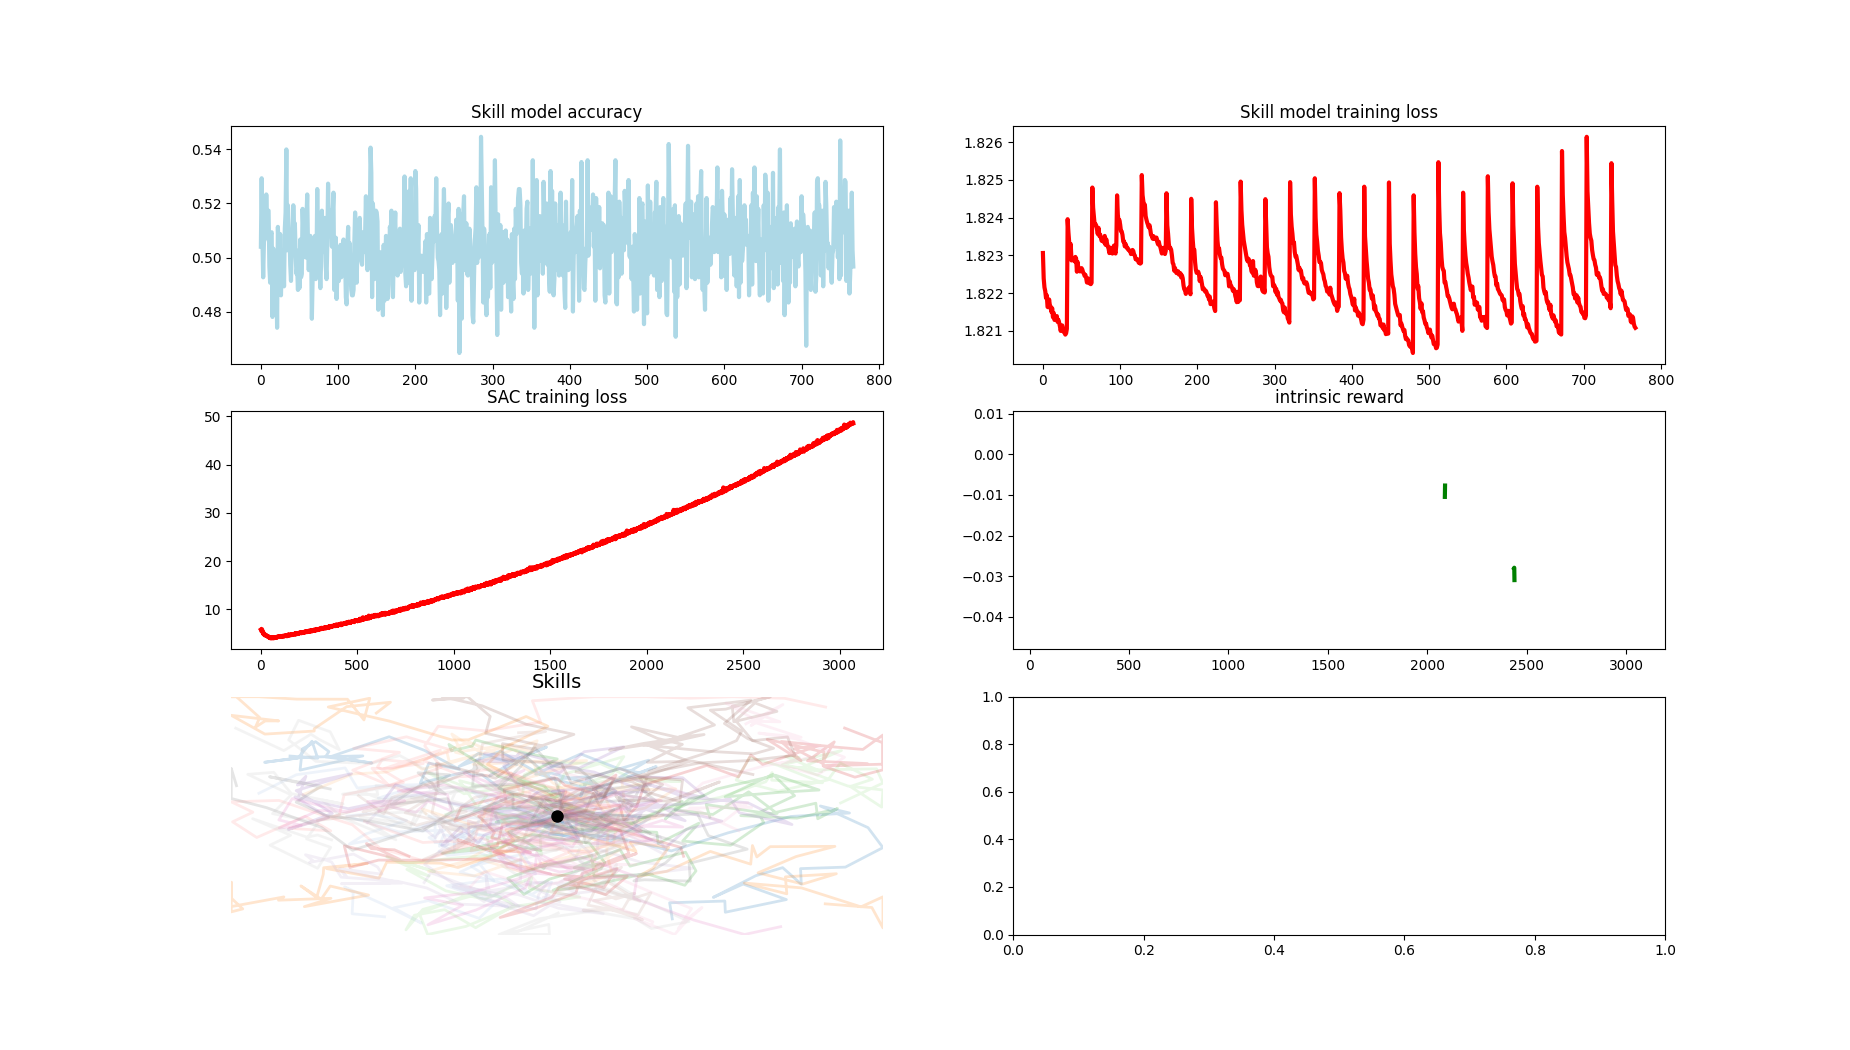 Skill model accuracy
0.54
0.52
0.50
0.48
0 100 200 300 400 500 600 700 800
Skill model training loss
1.826
1.825
1.824
1.823
1.822
1.821
0 100 200 300 400 500 600 700 800
SAC training loss
50
40
30
20
10
0 500 1000 1500 2000 2500 3000
intrinsic reward
0.01
0.00
−0.01
−0.02
−0.03
−0.04
0 500 1000 1500 2000 2500 3000
Skills
1.0
0.8
0.6
0.4
0.2
0.0
0.0 0.2 0.4 0.6 0.8 1.0